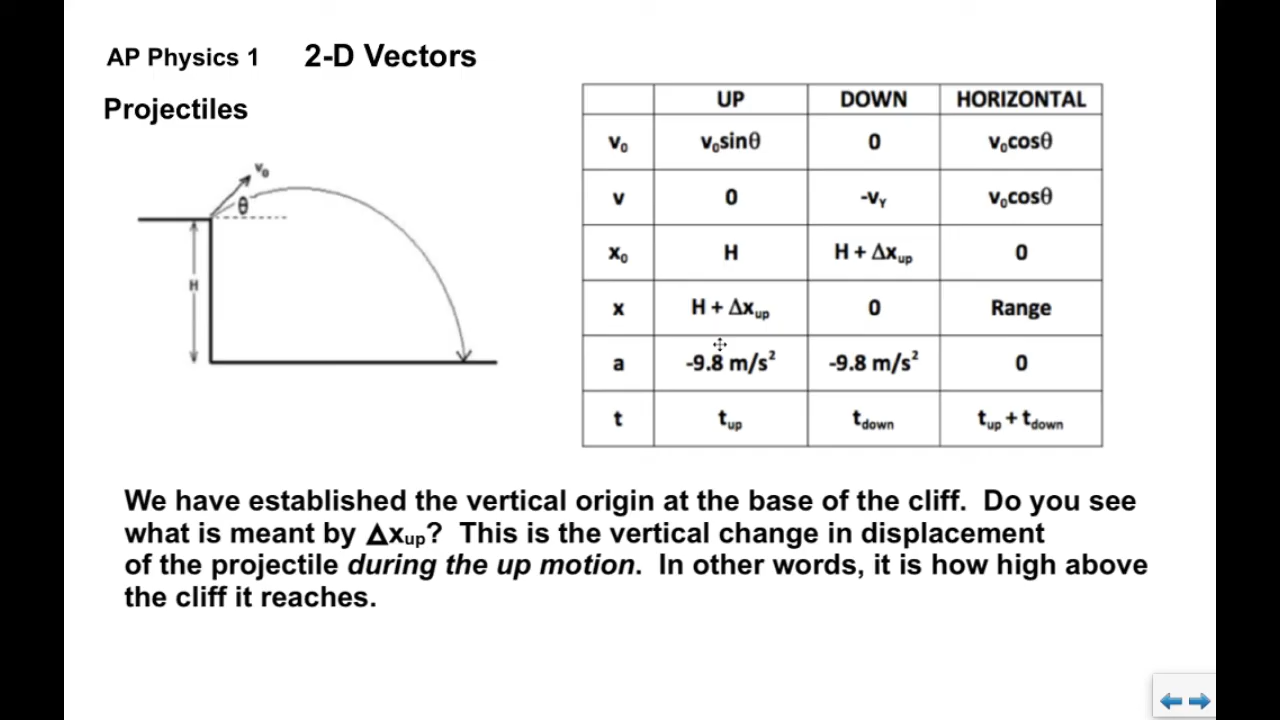 AP Physics 1 2-D Vectors
Projectiles
v₀
θ
H
UP DOWN HORIZONTAL
v₀ v₀sinθ 0 v₀cosθ
v 0 -vY v₀cosθ
x₀ H H + Δxup 0
x H + Δxup 0 Range
a -9.8 m/s² -9.8 m/s² 0
t tup tdown tup + tdown
We have established the vertical origin at the base of the cliff. Do you see
what is meant by Δxup? This is the vertical change in displacement
of the projectile during the up motion. In other words, it is how high above
the cliff it reaches.